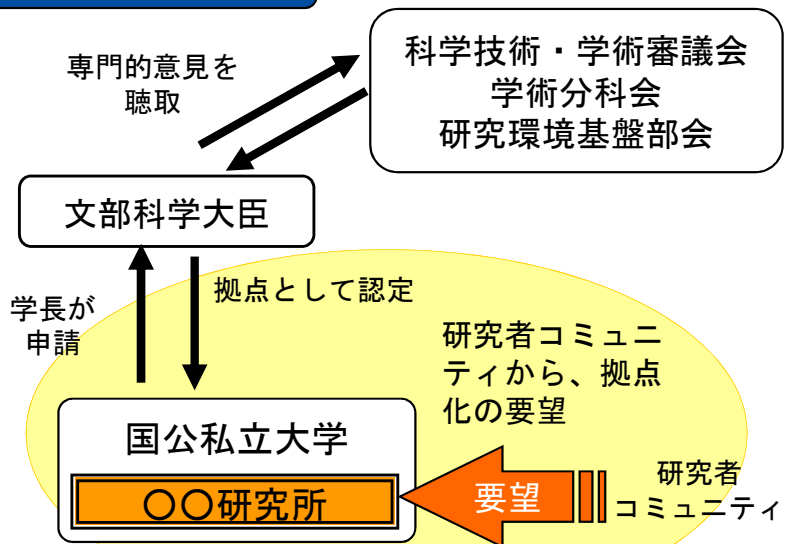 専門的意見を
聴取
科学技術・学術審議会
学術分科会
研究環境基盤部会
文部科学大臣
学長が
申請
拠点として認定
研究者コミュニ
ティから、拠点
化の要望
国公私立大学
〇〇研究所
要望
研究者
コミュニティ